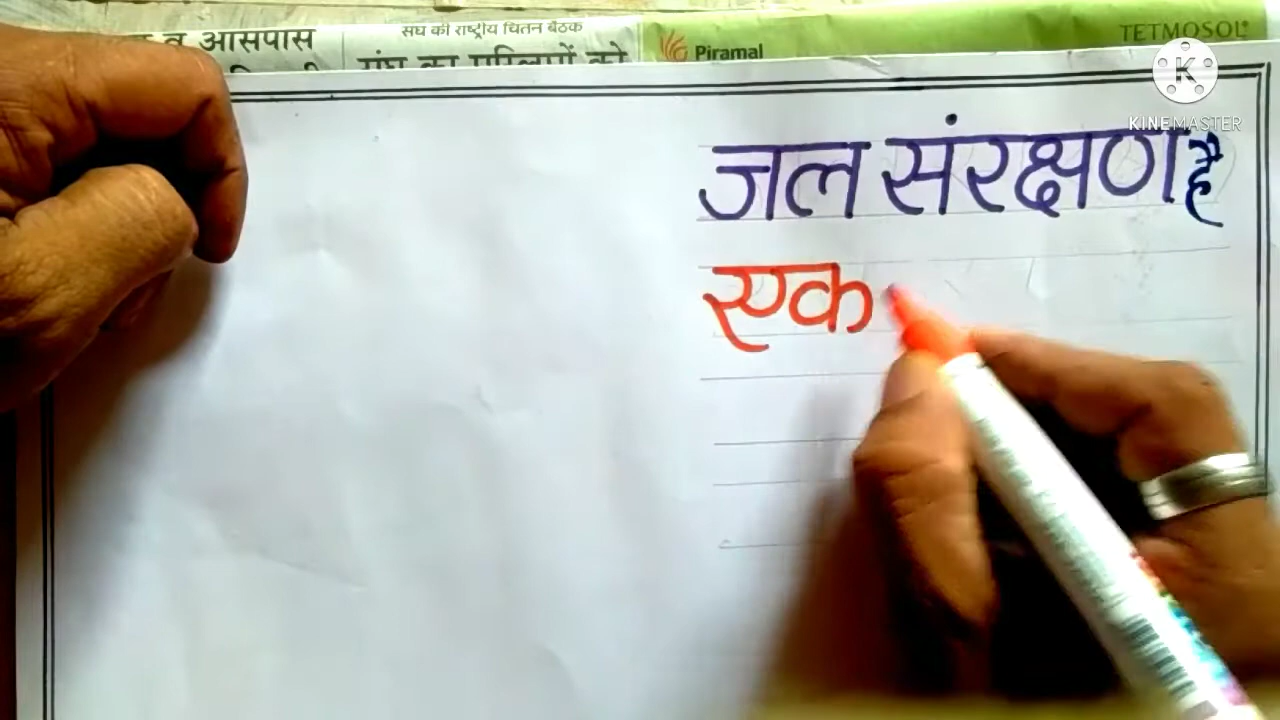 व आसपास
संघ की राष्ट्रीय चिंतन बैठक
Piramal
TETMOSOL
KINEMASTER
जल संरक्षण है
एक